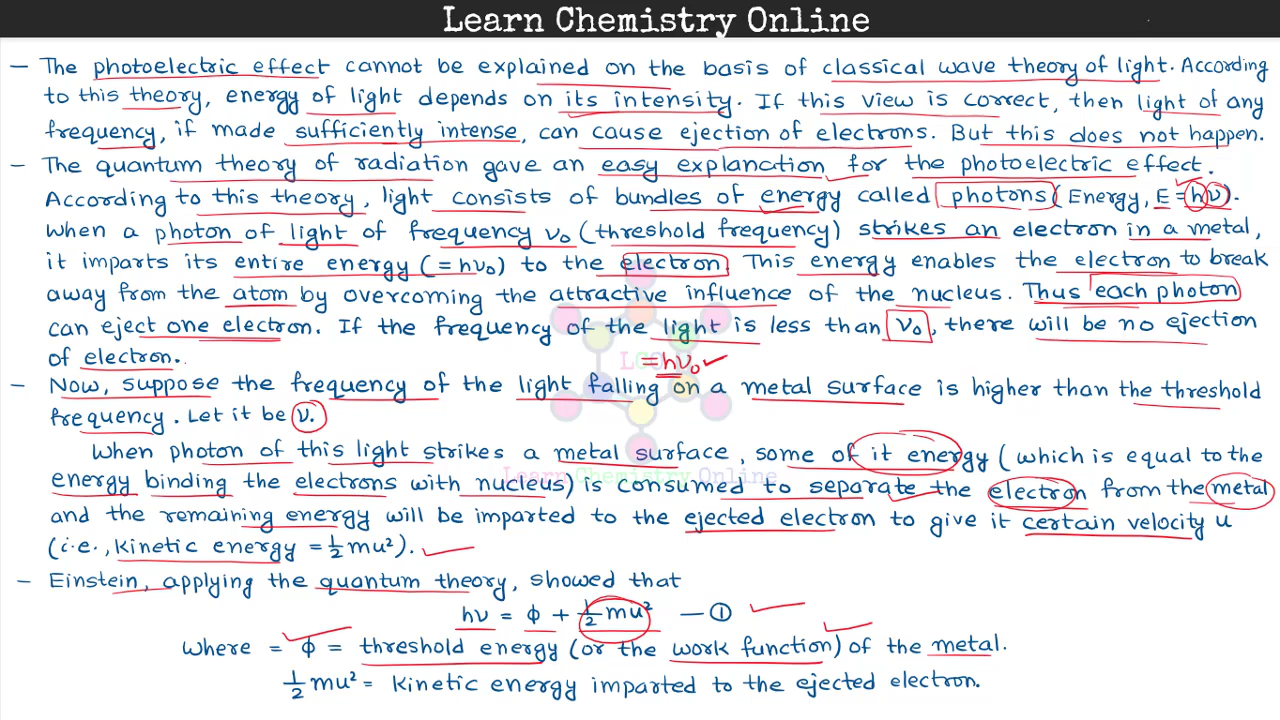 Learn Chemistry Online
– The photoelectric effect cannot be explained on the basis of classical wave theory of light. According
to this theory, energy of light depends on its intensity. If this view is correct, then light of any
frequency, if made sufficiently intense, can cause ejection of electrons. But this does not happen.
– The quantum theory of radiation gave an easy explanation for the photoelectric effect.
According to this theory, light consists of bundles of energy called photons (Energy, E = hν).
When a photon of light of frequency ν₀ (threshold frequency) strikes an electron in a metal,
it imparts its entire energy (= hν₀) to the electron. This energy enables the electron to break
away from the atom by overcoming the attractive influence of the nucleus. Thus each photon
can eject one electron. If the frequency of the light is less than ν₀, there will be no ejection
of electron.
= hν₀ ✓
LCO
– Now, suppose the frequency of the light falling on a metal surface is higher than the threshold
frequency. Let it be ν.
When photon of this light strikes a metal surface, some of it energy (which is equal to the
Learn Chemistry Online
energy binding the electrons with nucleus) is consumed to separate the electron from the metal
and the remaining energy will be imparted to the ejected electron to give it certain velocity u
(i.e., kinetic energy = ½mu²).
– Einstein, applying the quantum theory, showed that
hν = ϕ + ½mu² — ①
where = ϕ = threshold energy (or the work function) of the metal.
½mu² = kinetic energy imparted to the ejected electron.